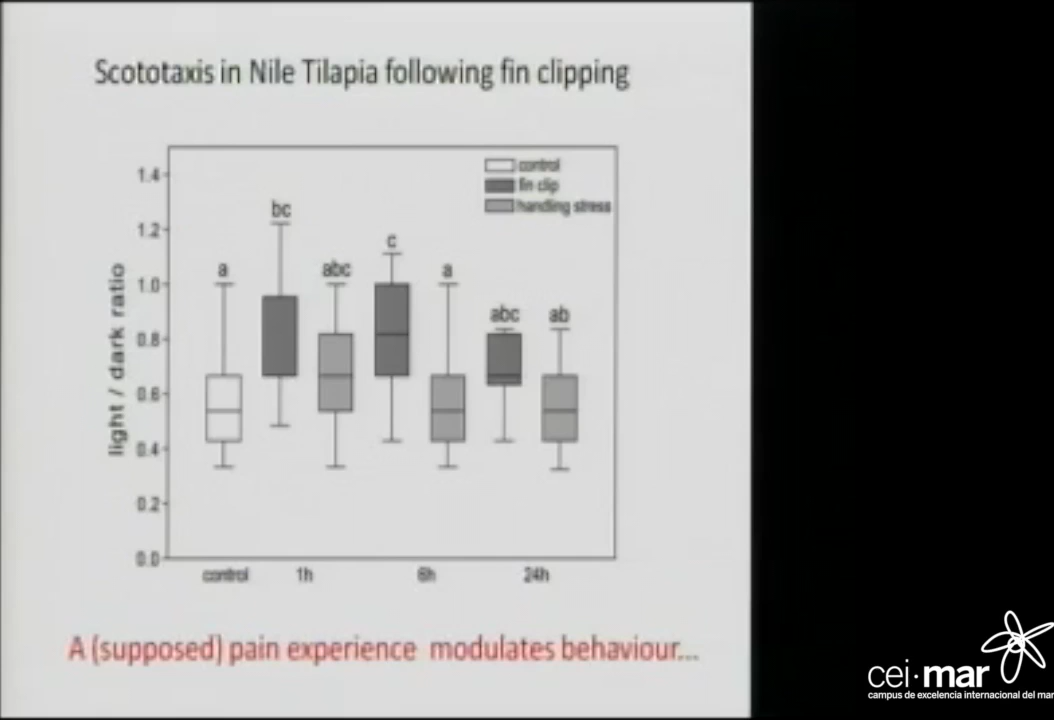 Scototaxis in Nile Tilapia following fin clipping
control
fin clip
handling stress
light / dark ratio
1.4
1.2
1.0
0.8
0.6
0.4
0.2
0.0
a
bc
abc
c
a
abc
ab
control
1h
6h
24h
A (supposed) pain experience modulates behaviour...
cei·mar
campus de excelencia internacional del mar